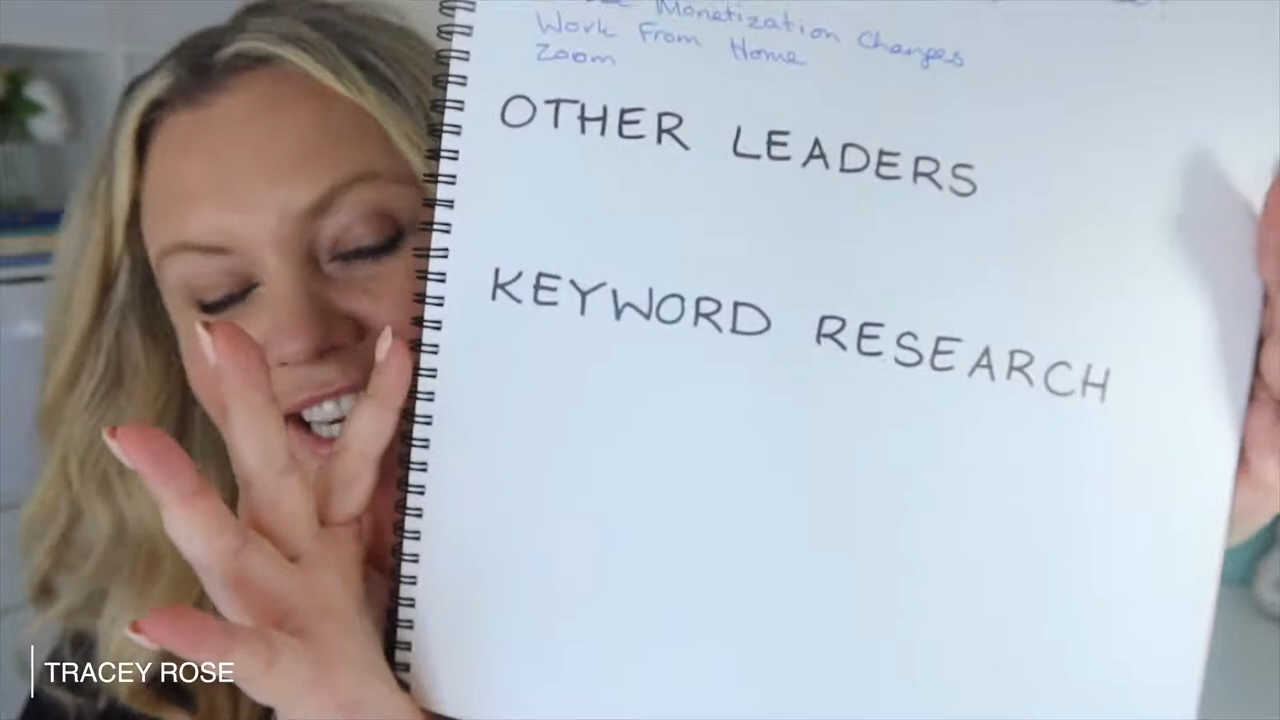 Monetization Changes
Work From Home
Zoom
OTHER LEADERS
KEYWORD RESEARCH
TRACEY ROSE